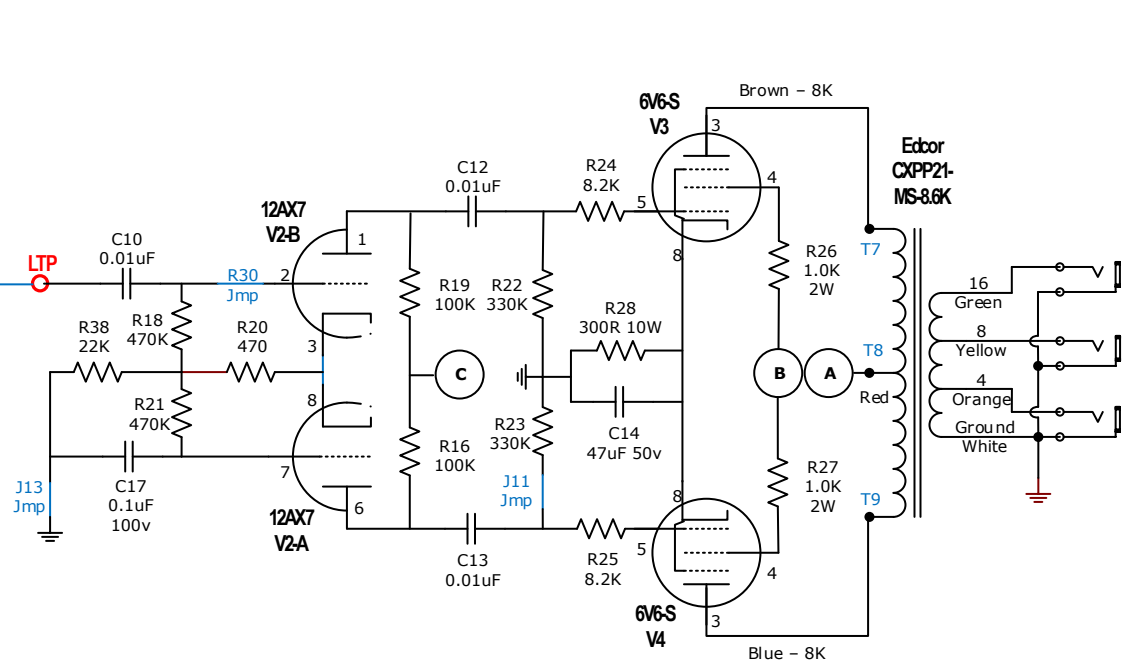 Brown – 8K
6V6-S
V3
3
Edcor
CXPP21-
MS-8.6K
C12
0.01uF
R24
8.2K
4
5
12AX7
V2-B
C10
0.01uF
1
8
T7
LTP
R30
Jmp
2
R19
100K
R22
330K
R26
1.0K
2W
16
Green
R38
22K
R18
470K
R20
470
3
R28
300R 10W
8
Yellow
T8
C
B
A
Red
4
Orange
R21
470K
8
R23
330K
C14
47uF 50v
Ground
White
R16
100K
7
J11
Jmp
R27
1.0K
2W
J13
Jmp
C17
0.1uF
100v
8
T9
6
12AX7
V2-A
5
C13
0.01uF
R25
8.2K
4
6V6-S
V4
3
Blue – 8K